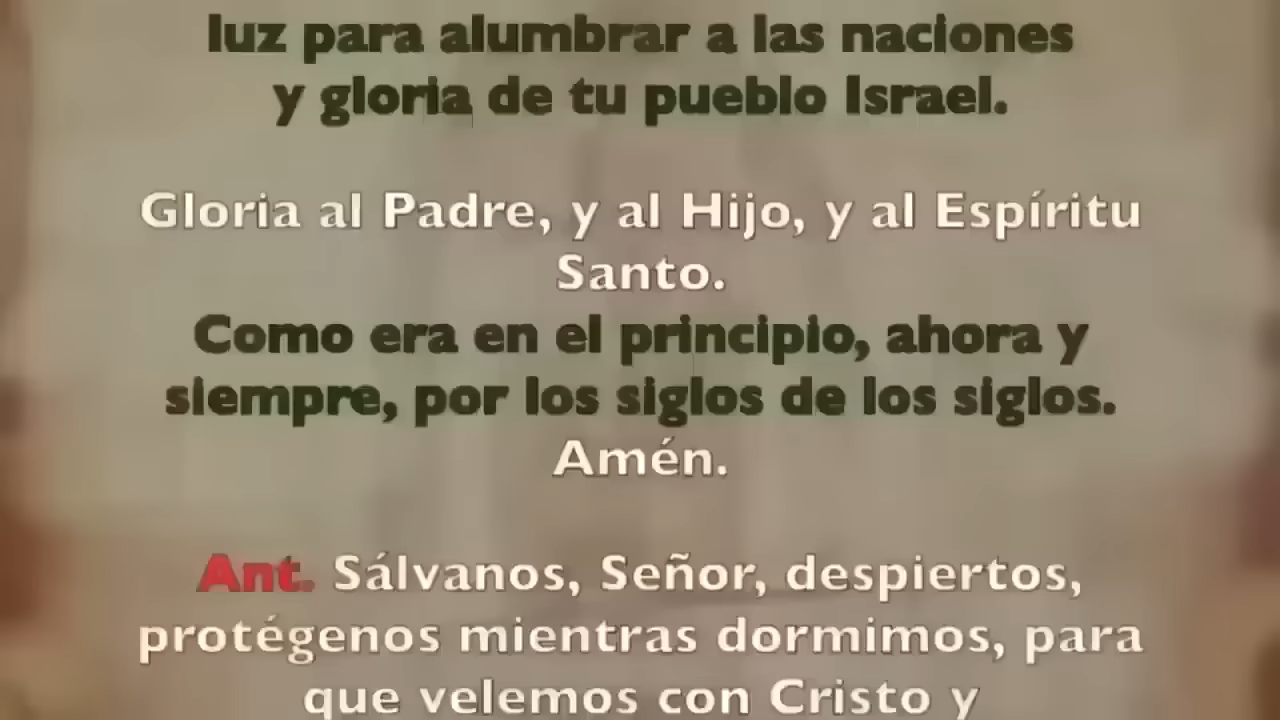 luz para alumbrar a las naciones
y gloria de tu pueblo Israel.
Gloria al Padre, y al Hijo, y al Espíritu
Santo.
Como era en el principio, ahora y
siempre, por los siglos de los siglos.
Amén.
Ant. Sálvanos, Señor, despiertos,
protégenos mientras dormimos, para
que velemos con Cristo y